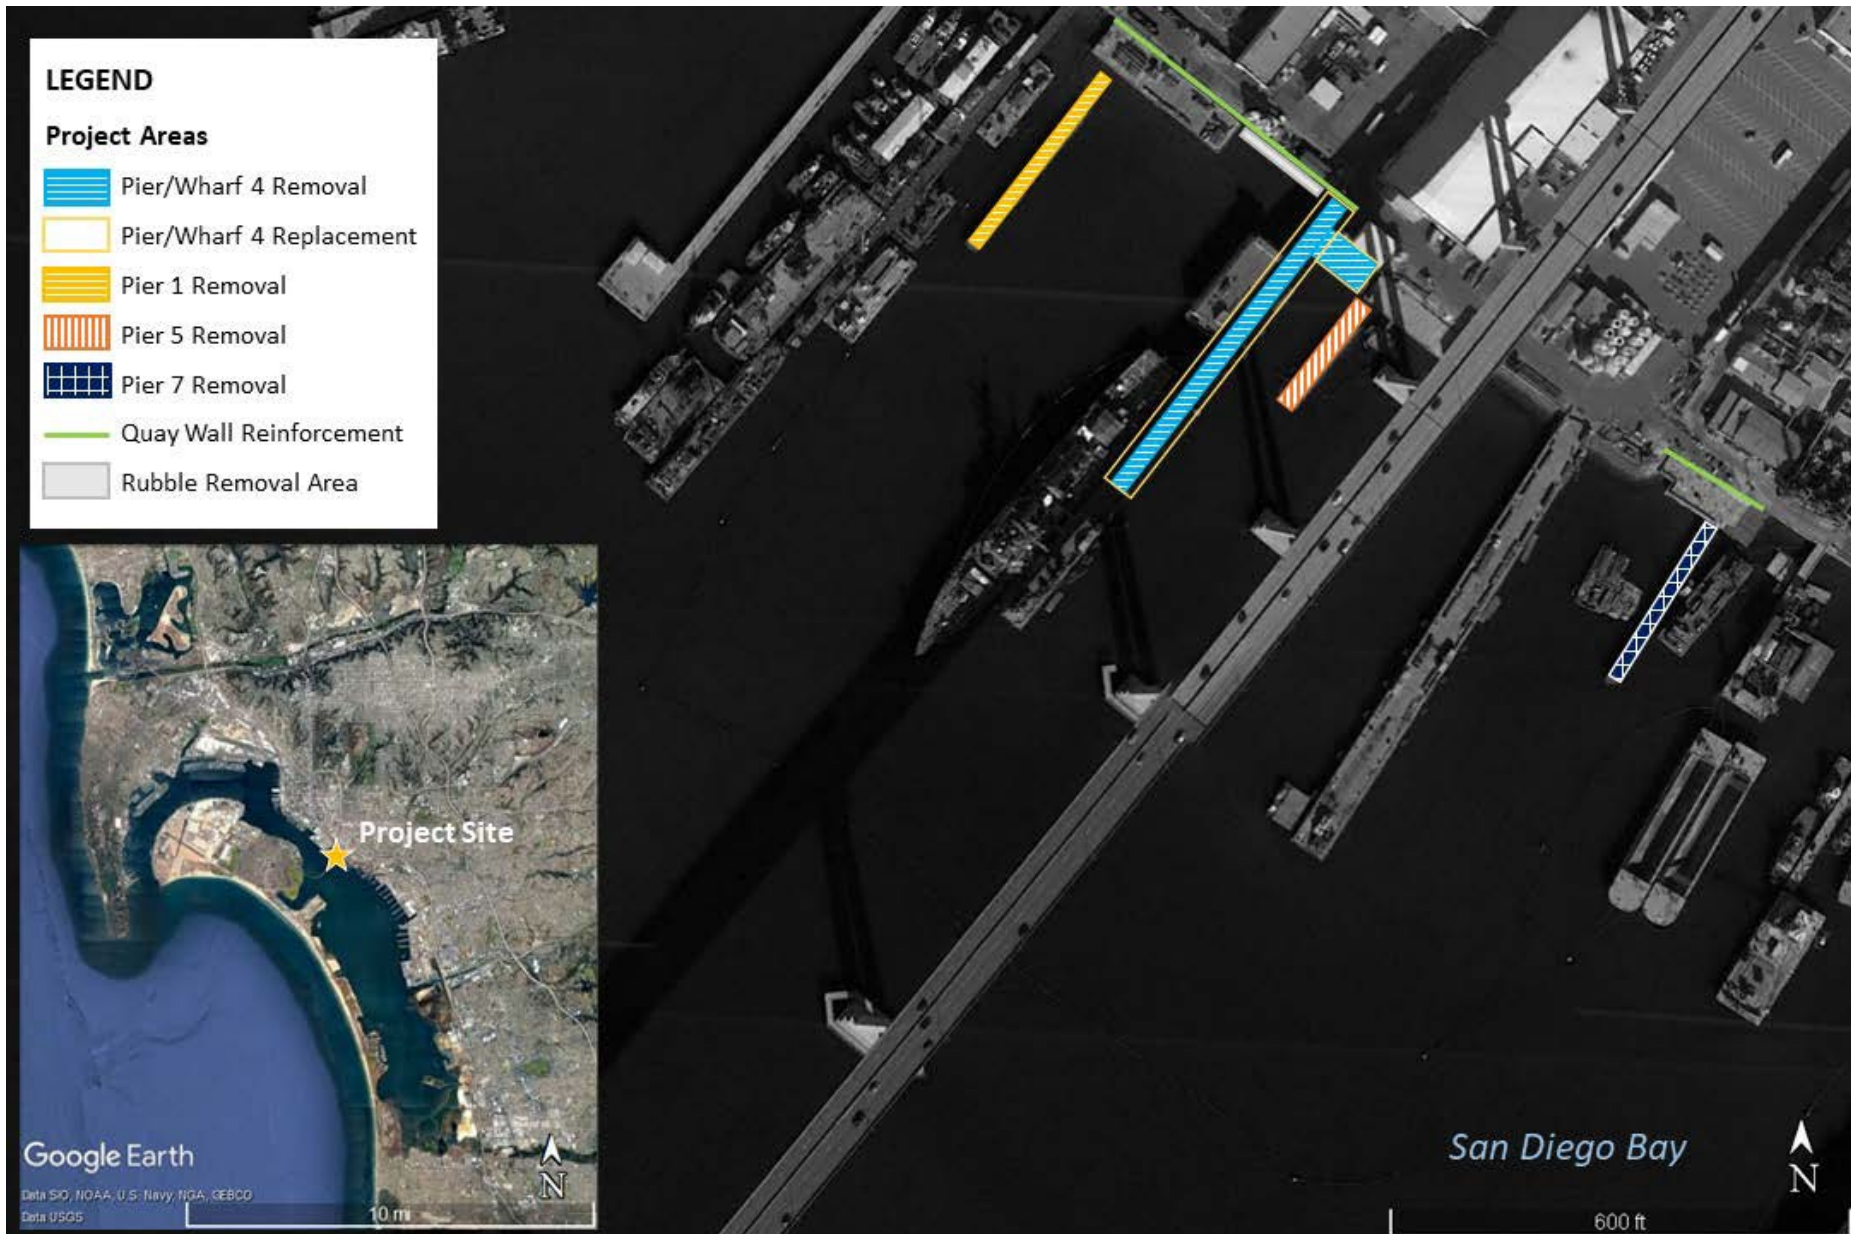 LEGEND
Project Areas
Pier/Wharf 4 Removal
Pier/Wharf 4 Replacement
Pier 1 Removal
Pier 5 Removal
Pier 7 Removal
Quay Wall Reinforcement
Rubble Removal Area
Project Site
Google Earth
Data SIO, NOAA, U.S. Navy, NGA, GEBCO
Data USGS
10 mi
N
San Diego Bay
N
600 ft